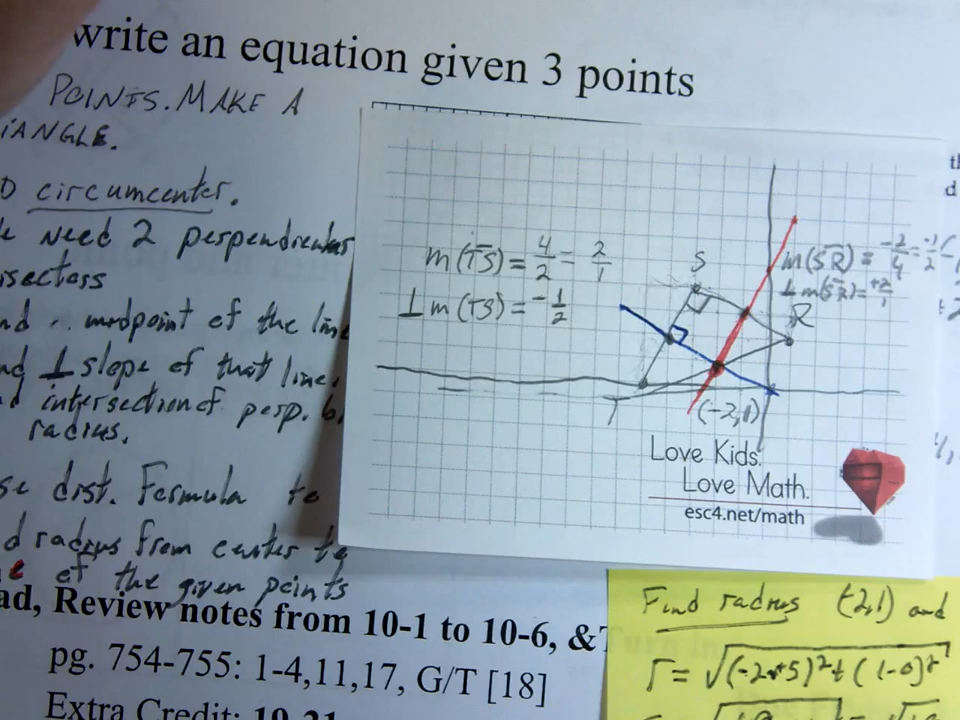 write an equation given 3 points
POINTS. MAKE A
IANGLE.
circumcenter.
need 2 perpendicular
sectors
midpoint of the line
⊥ slope of that line.
intersection of perp. b
radius.
dist. Formula to
radius from center to
of the given points
ad, Review notes from 10-1 to 10-6, &
pg. 754-755: 1-4,11,17, G/T [18]
Extra Credit: 19-21
m(TS) = 4/2 = 2/1
⊥ m(TS) = -1/2
S
m(SR) = -2/4 = -1/2
⊥ m(SR) = +2/1
R
T
(-2,1)
Love Kids.
Love Math.
esc4.net/math
Find radius (-2,1) and
r = √(-2+5)² + (1-0)²